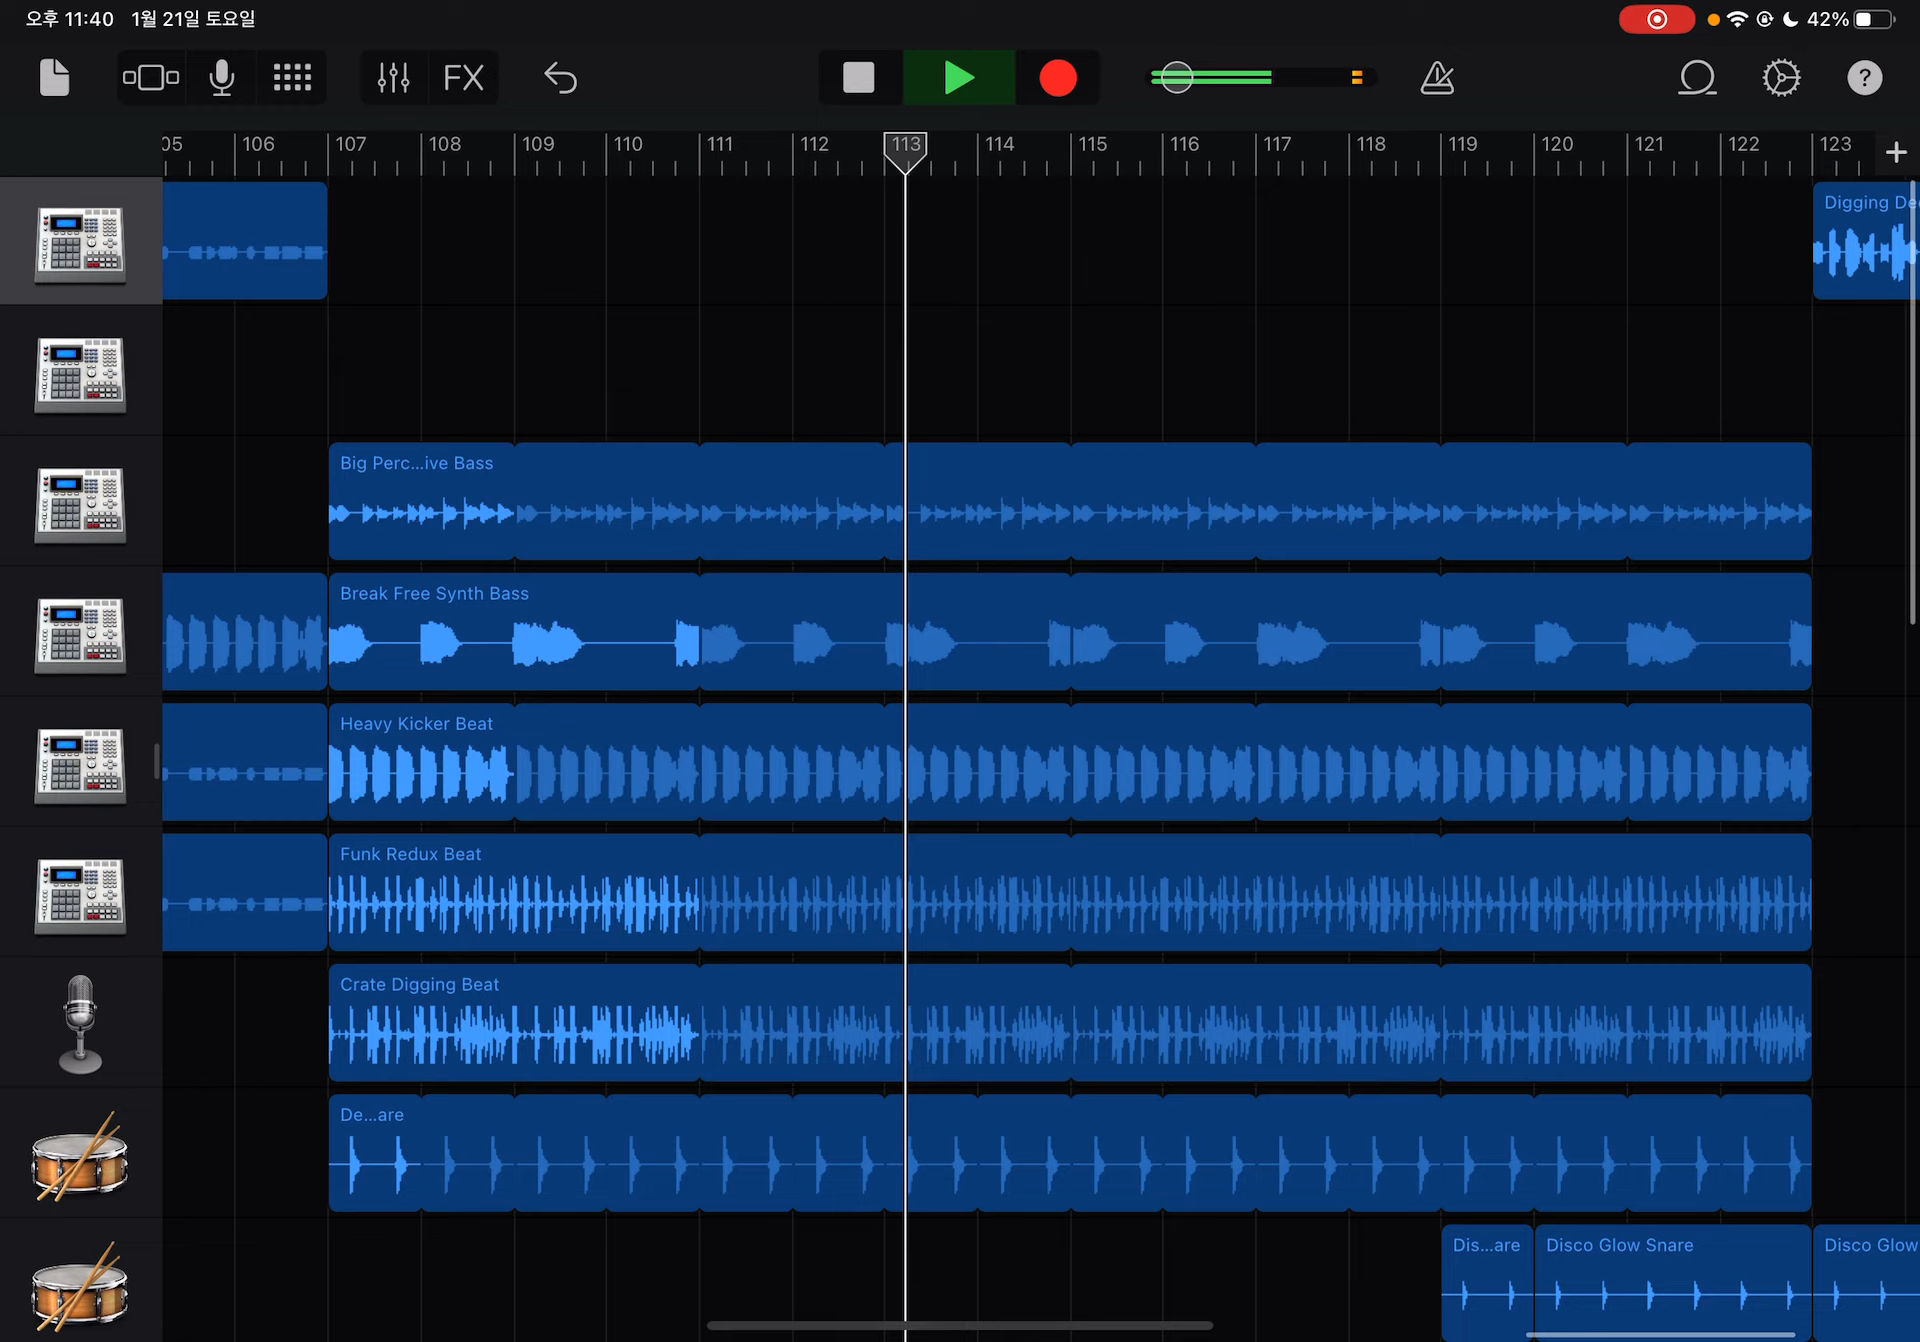 오후 11:40 1월 21일 토요일
42%
FX
?
05 106 107 108 109 110 111 112 113 114 115 116 117 118 119 120 121 122 123 +
Digging De
Big Perc...ive Bass
Break Free Synth Bass
Heavy Kicker Beat
Funk Redux Beat
Crate Digging Beat
De...are
Dis...are Disco Glow Snare Disco Glow